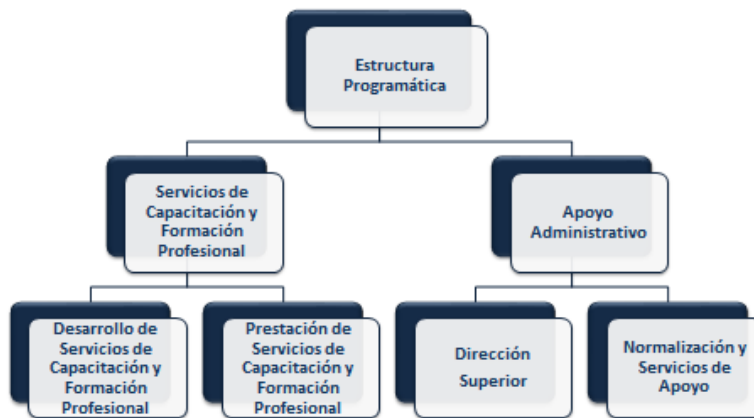 Estructura
Programática
Servicios de
Capacitación y
Formación
Profesional
Apoyo
Administrativo
Desarrollo de
Servicios de
Capacitación y
Formación
Profesional
Prestación de
Servicios de
Capacitación y
Formación
Profesional
Dirección
Superior
Normalización y
Servicios de
Apoyo